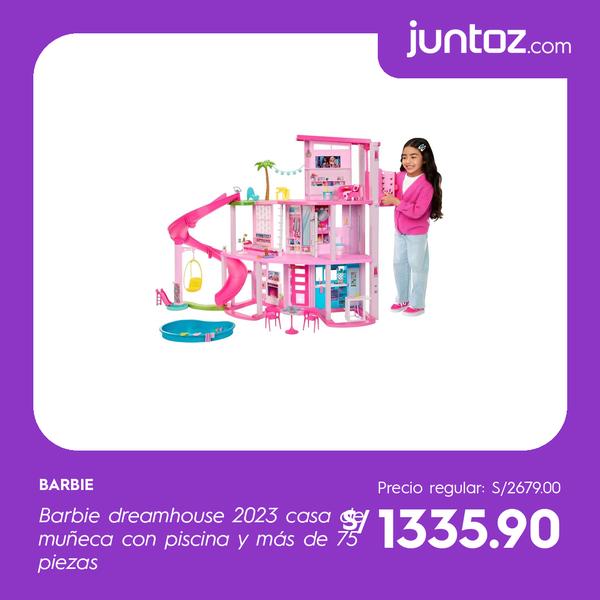 juntoz.com
BARBIE
Precio regular: S/2679.00
Barbie dreamhouse 2023 casa de
muñeca con piscina y más de 75
piezas
S/ 1335.90